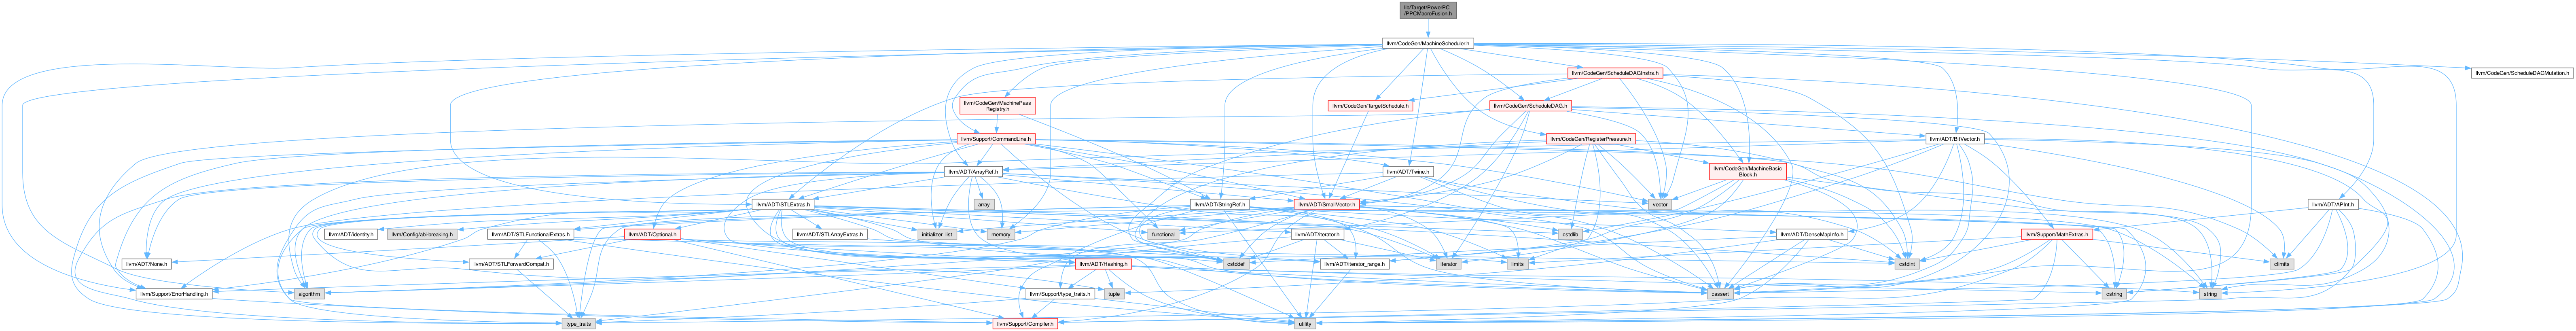 lib/Target/PowerPC
/PPCMacroFusion.h
llvm/CodeGen/MachineScheduler.h
llvm/CodeGen/ScheduleDAGInstrs.h
llvm/CodeGen/ScheduleDAGMutation.h
llvm/CodeGen/MachinePass
Registry.h
llvm/CodeGen/TargetSchedule.h
llvm/CodeGen/ScheduleDAG.h
llvm/Support/CommandLine.h
llvm/CodeGen/RegisterPressure.h
llvm/ADT/BitVector.h
llvm/ADT/ArrayRef.h
llvm/ADT/Twine.h
llvm/CodeGen/MachineBasic
Block.h
llvm/ADT/STLExtras.h
array
llvm/ADT/StringRef.h
llvm/ADT/SmallVector.h
vector
llvm/ADT/APInt.h
llvm/ADT/identity.h
llvm/Config/abi-breaking.h
llvm/ADT/STLFunctionalExtras.h
llvm/ADT/Optional.h
llvm/ADT/STLArrayExtras.h
initializer_list
memory
functional
llvm/ADT/iterator.h
cstdlib
llvm/ADT/DenseMapInfo.h
llvm/Support/MathExtras.h
llvm/ADT/None.h
llvm/ADT/STLForwardCompat.h
llvm/ADT/Hashing.h
cstddef
llvm/ADT/iterator_range.h
iterator
limits
cstdint
climits
llvm/Support/ErrorHandling.h
algorithm
llvm/Support/type_traits.h
tuple
cassert
cstring
string
type_traits
llvm/Support/Compiler.h
utility